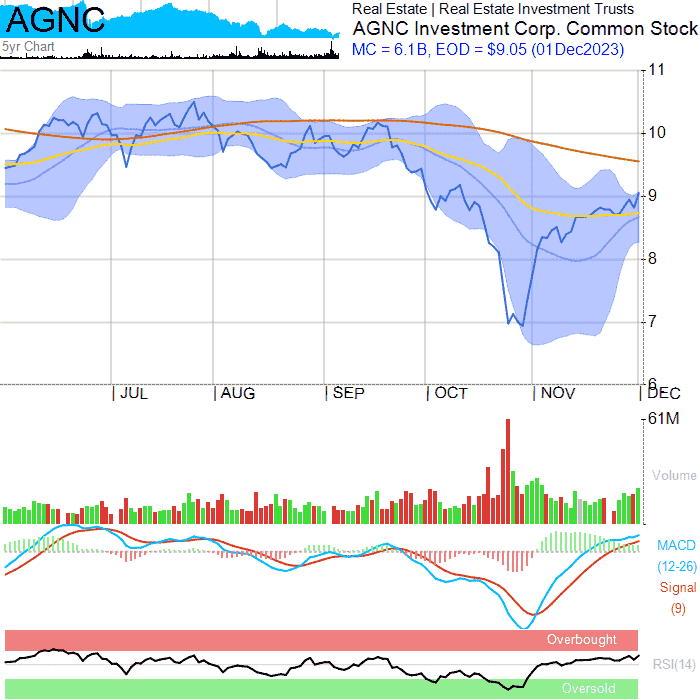 AGNC
5yr Chart
Real Estate | Real Estate Investment Trusts
AGNC Investment Corp. Common Stock
MC = 6.1B, EOD = $9.05 (01Dec2023)
11
10
9
8
7
6
JUL
AUG
SEP
OCT
NOV
DEC
61M
Volume
MACD
(12-26)
Signal
(9)
Overbought
RSI(14)
Oversold